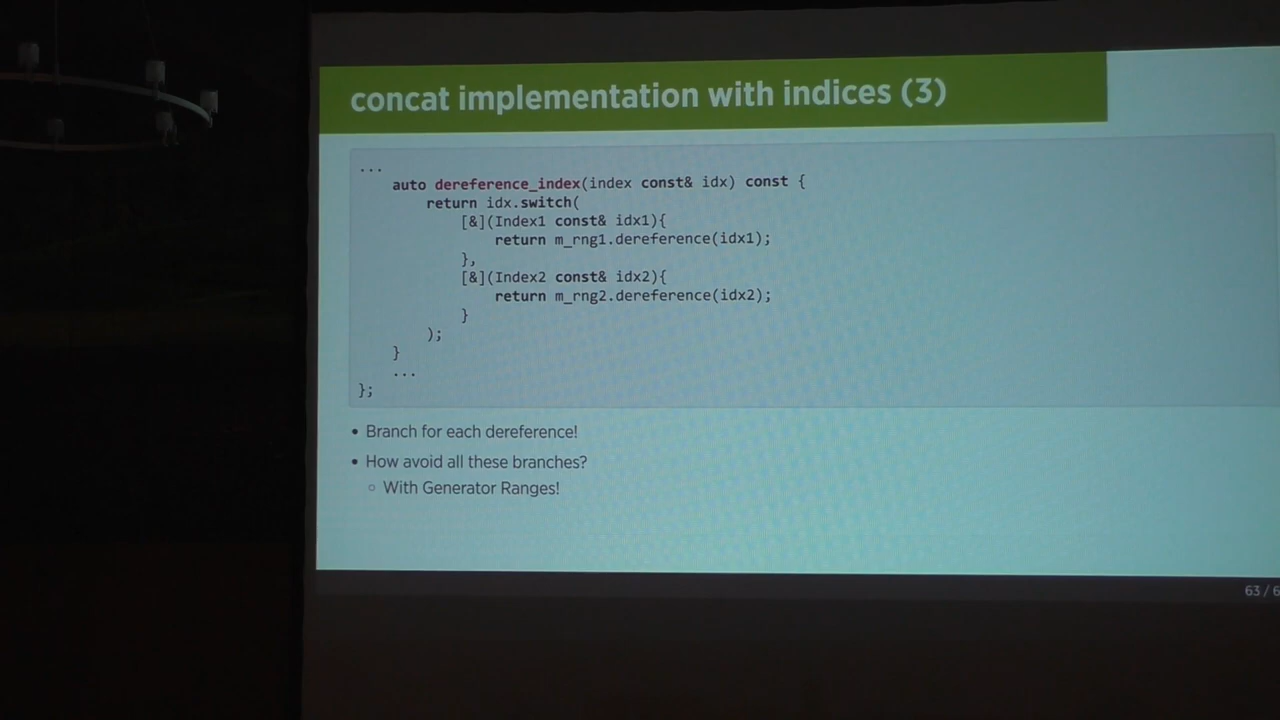 concat implementation with indices (3)
...
auto dereference_index(index const& idx) const {
return idx.switch(
[&](Index1 const& idx1){
return m_rng1.dereference(idx1);
},
[&](Index2 const& idx2){
return m_rng2.dereference(idx2);
}
);
}
...
};
• Branch for each dereference!
• How avoid all these branches?
○ With Generator Ranges!
63 / 6